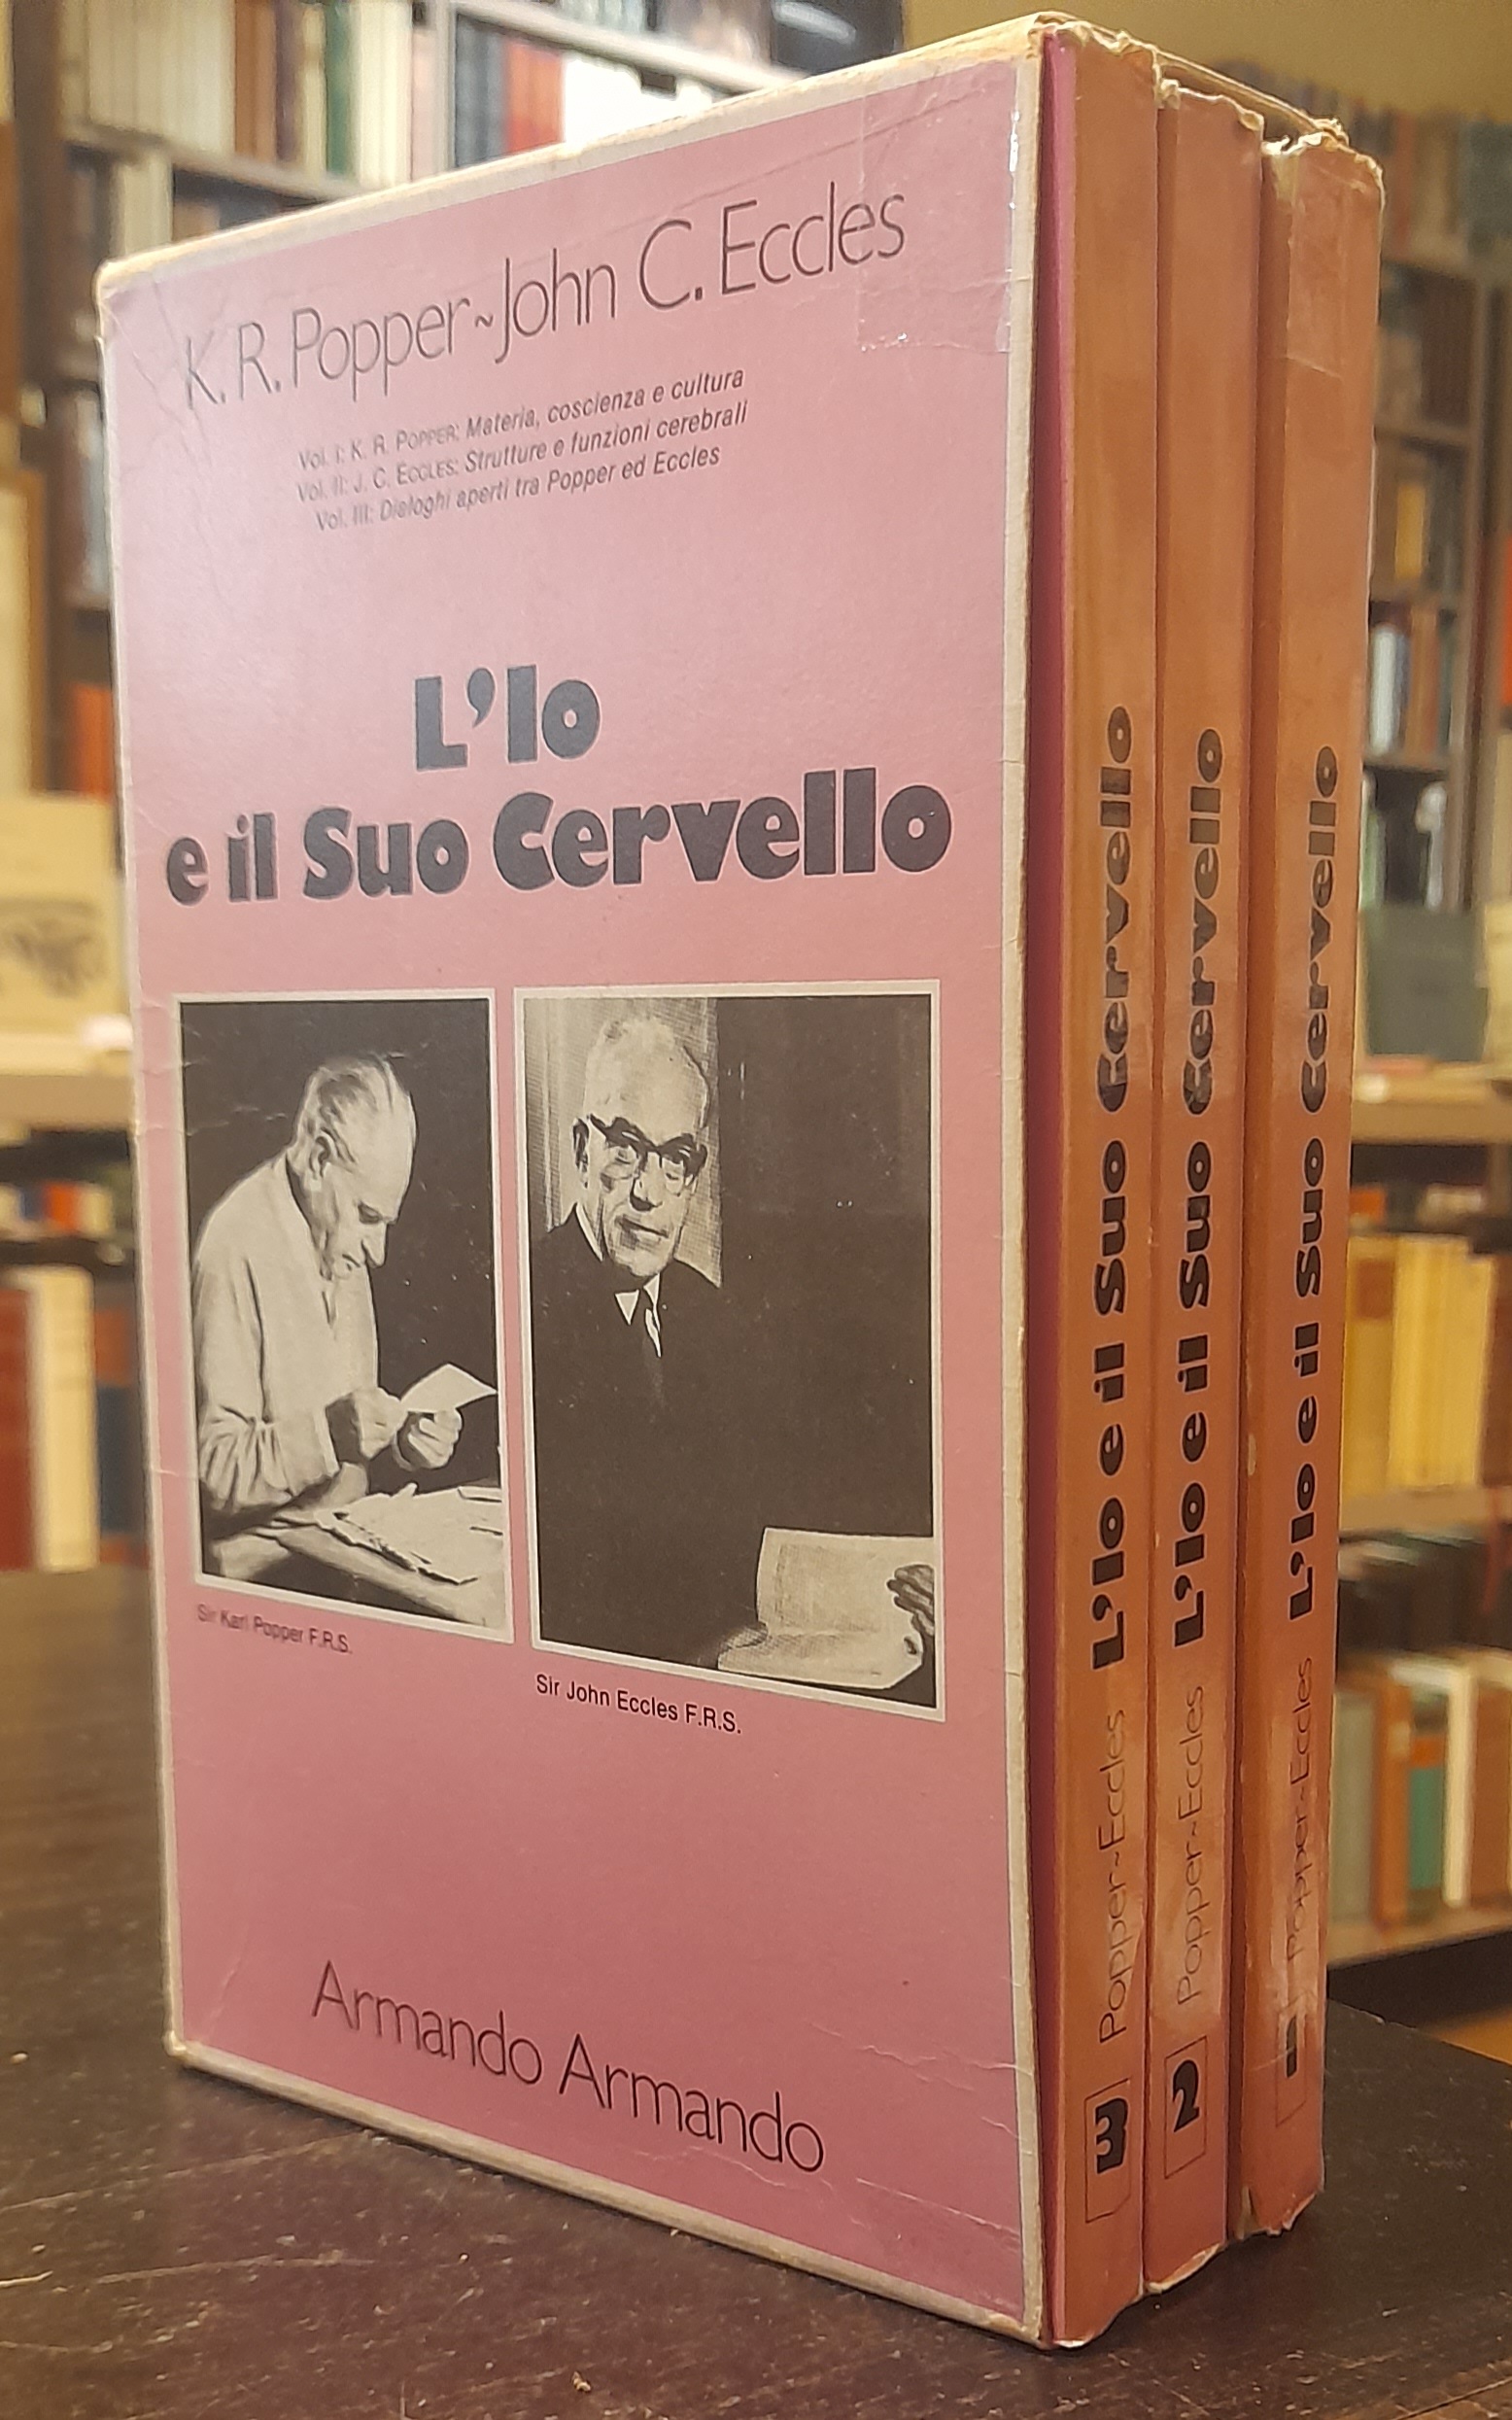 K. R. Popper~John C. Eccles
Vol. I: K. R. POPPER: Materia, coscienza e cultura
Vol. II: J. C. ECCLES: Strutture e funzioni cerebrali
Vol. III: Dialoghi aperti tra Popper ed Eccles
L'Io
e il Suo Cervello
Sir Karl Popper F.R.S.
Sir John Eccles F.R.S.
Armando Armando
3 Popper~Eccles L'Io e il Suo Cervello
2 Popper~Eccles L'Io e il Suo Cervello
1 Popper~Eccles L'Io e il Suo Cervello